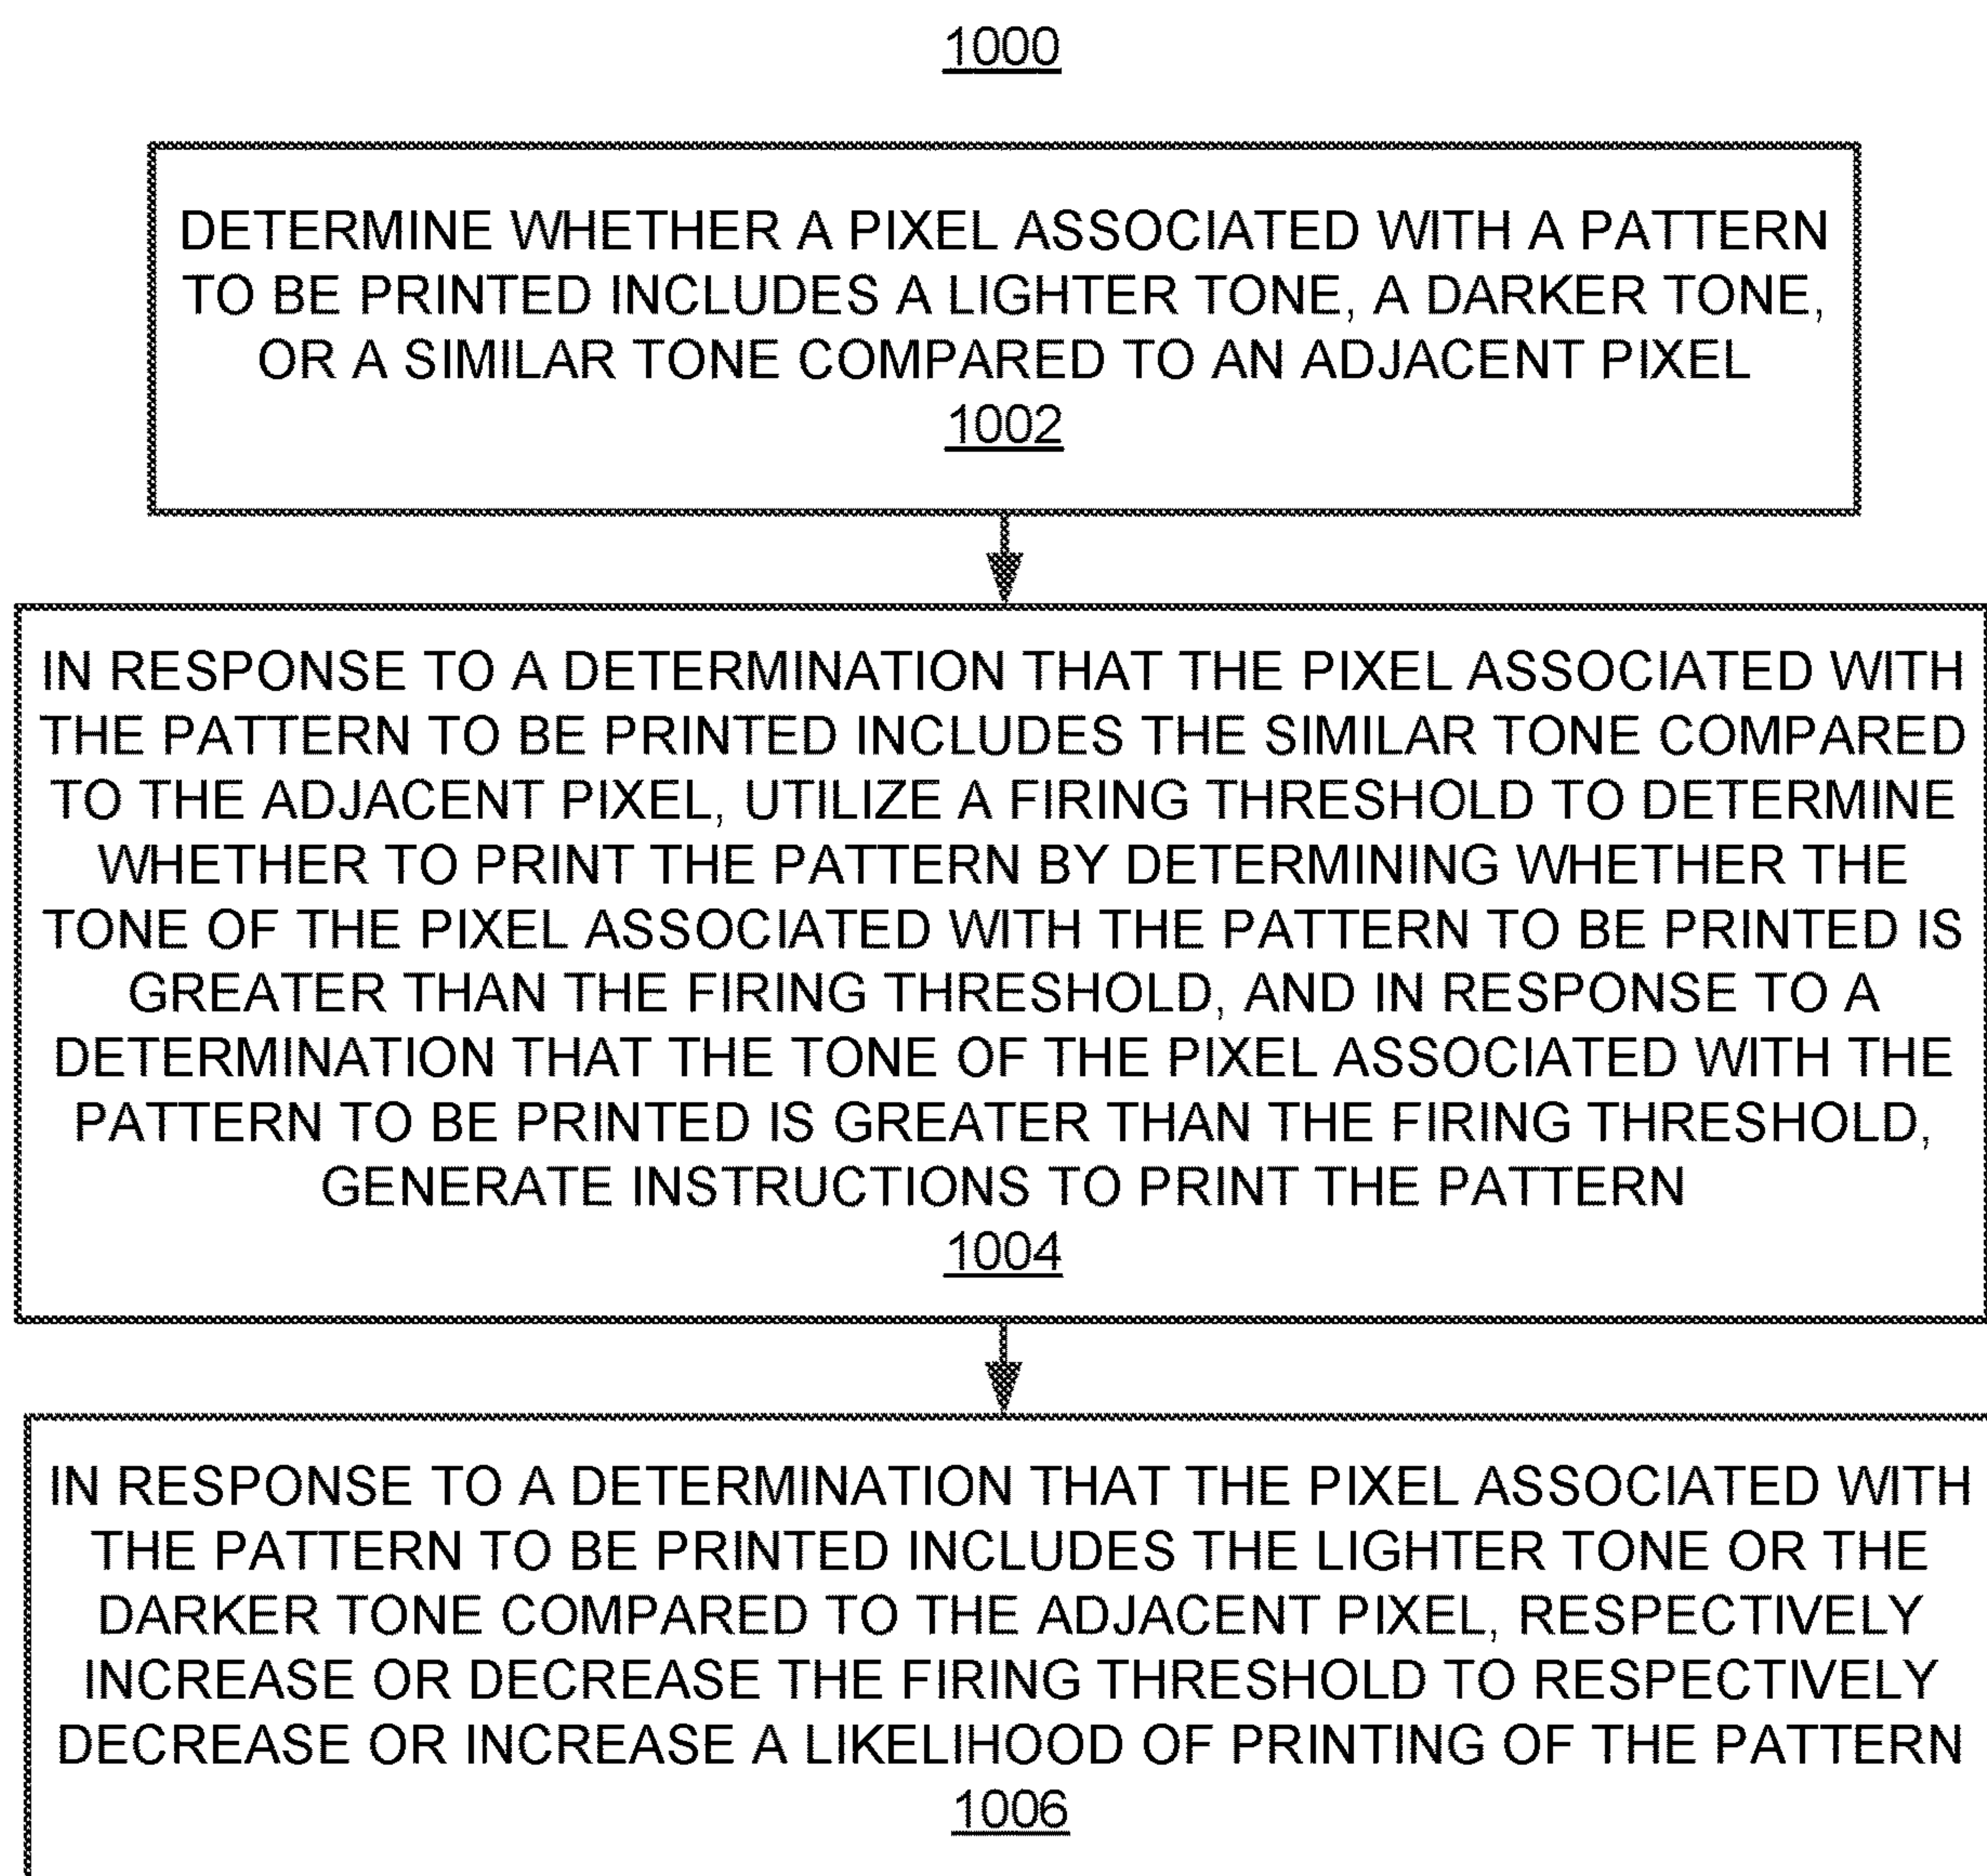 1000
DETERMINE WHETHER A PIXEL ASSOCIATED WITH A PATTERN
TO BE PRINTED INCLUDES A LIGHTER TONE, A DARKER TONE,
OR A SIMILAR TONE COMPARED TO AN ADJACENT PIXEL
1002
IN RESPONSE TO A DETERMINATION THAT THE PIXEL ASSOCIATED WITH
THE PATTERN TO BE PRINTED INCLUDES THE SIMILAR TONE COMPARED
TO THE ADJACENT PIXEL, UTILIZE A FIRING THRESHOLD TO DETERMINE
WHETHER TO PRINT THE PATTERN BY DETERMINING WHETHER THE
TONE OF THE PIXEL ASSOCIATED WITH THE PATTERN TO BE PRINTED IS
GREATER THAN THE FIRING THRESHOLD, AND IN RESPONSE TO A
DETERMINATION THAT THE TONE OF THE PIXEL ASSOCIATED WITH THE
PATTERN TO BE PRINTED IS GREATER THAN THE FIRING THRESHOLD,
GENERATE INSTRUCTIONS TO PRINT THE PATTERN
1004
IN RESPONSE TO A DETERMINATION THAT THE PIXEL ASSOCIATED WITH
THE PATTERN TO BE PRINTED INCLUDES THE LIGHTER TONE OR THE
DARKER TONE COMPARED TO THE ADJACENT PIXEL, RESPECTIVELY
INCREASE OR DECREASE THE FIRING THRESHOLD TO RESPECTIVELY
DECREASE OR INCREASE A LIKELIHOOD OF PRINTING OF THE PATTERN
1006